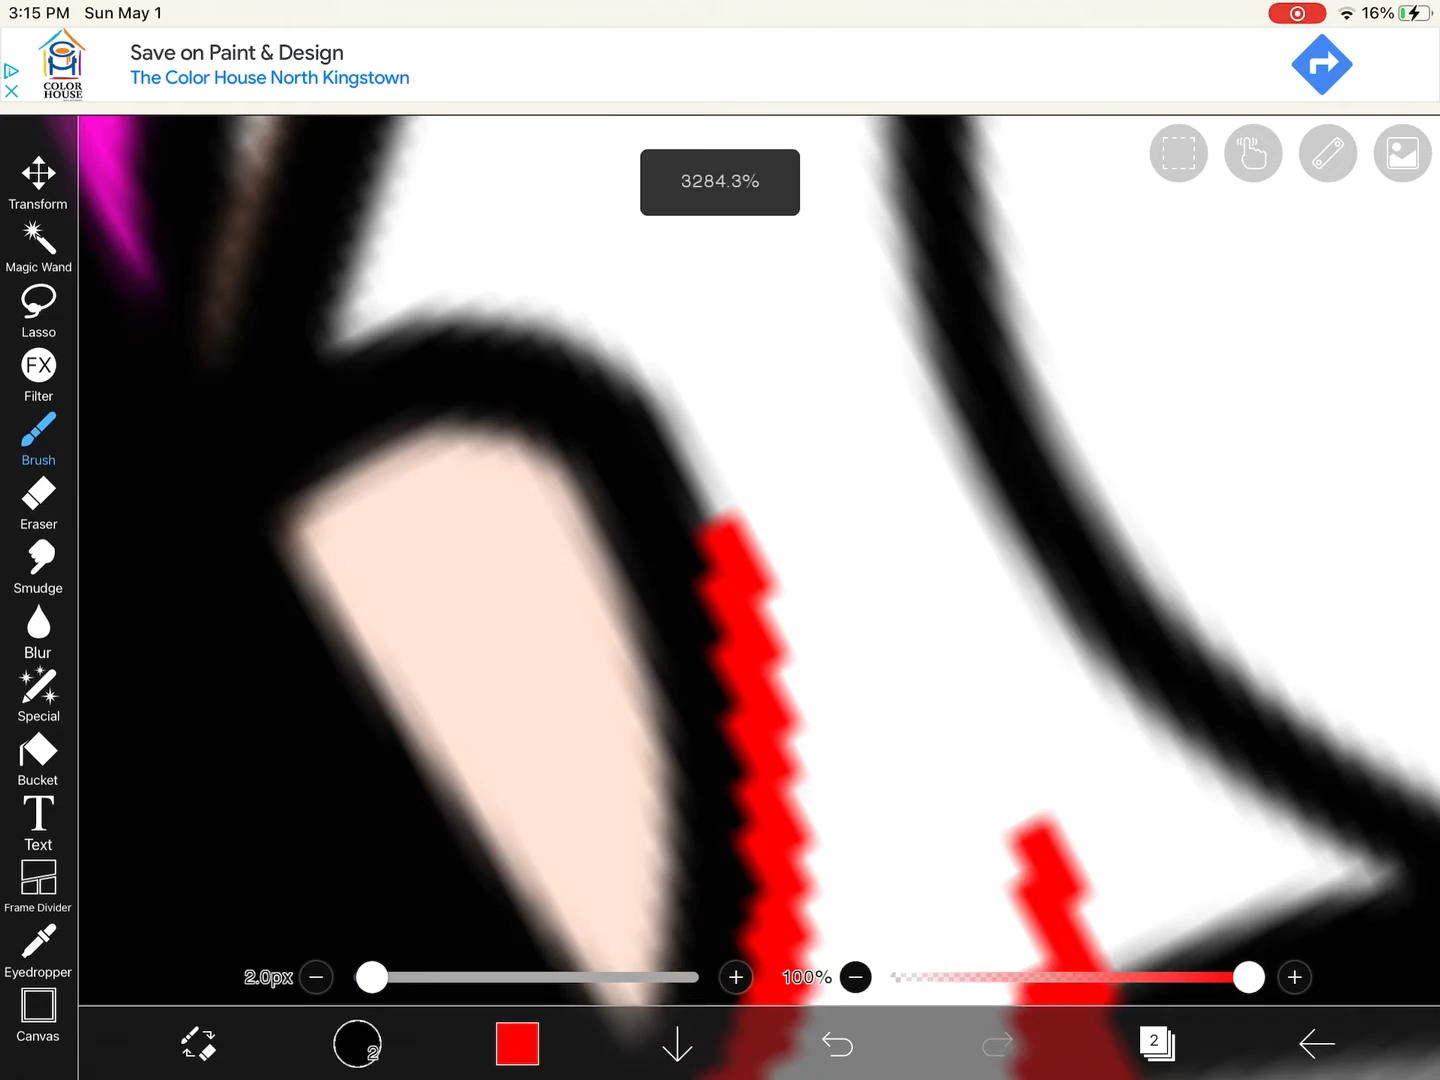 3:15 PM Sun May 1
16%
Save on Paint & Design
The Color House North Kingstown
COLOR
HOUSE
3284.3%
Transform
Magic Wand
Lasso
FX
Filter
Brush
Eraser
Smudge
Blur
Special
Bucket
T
Text
Frame Divider
Eyedropper
Canvas
2.0px
100%
2
2